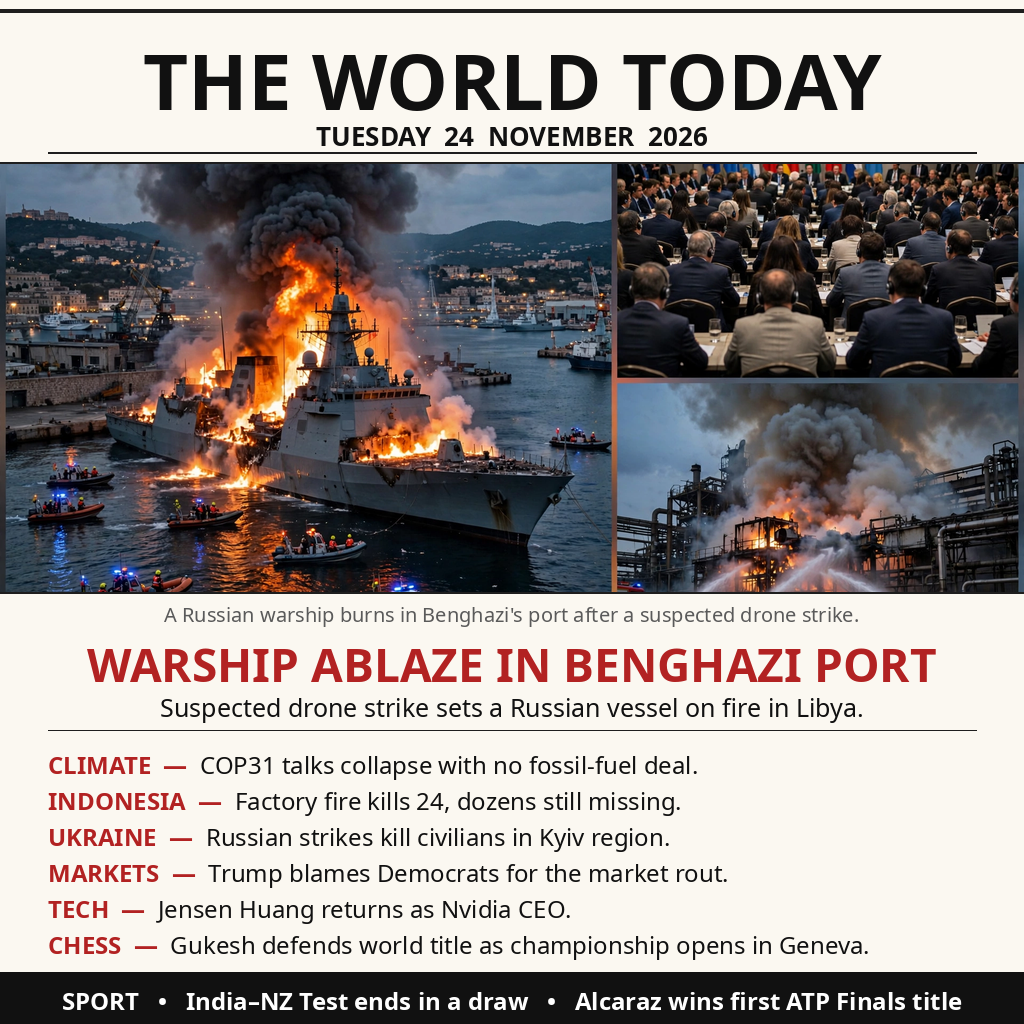 THE WORLD TODAY
TUESDAY 24 NOVEMBER 2026
A Russian warship burns in Benghazi's port after a suspected drone strike.
WARSHIP ABLAZE IN BENGHAZI PORT
Suspected drone strike sets a Russian vessel on fire in Libya.
CLIMATE — COP31 talks collapse with no fossil-fuel deal.
INDONESIA — Factory fire kills 24, dozens still missing.
UKRAINE — Russian strikes kill civilians in Kyiv region.
MARKETS — Trump blames Democrats for the market rout.
TECH — Jensen Huang returns as Nvidia CEO.
CHESS — Gukesh defends world title as championship opens in Geneva.
SPORT • India–NZ Test ends in a draw • Alcaraz wins first ATP Finals title